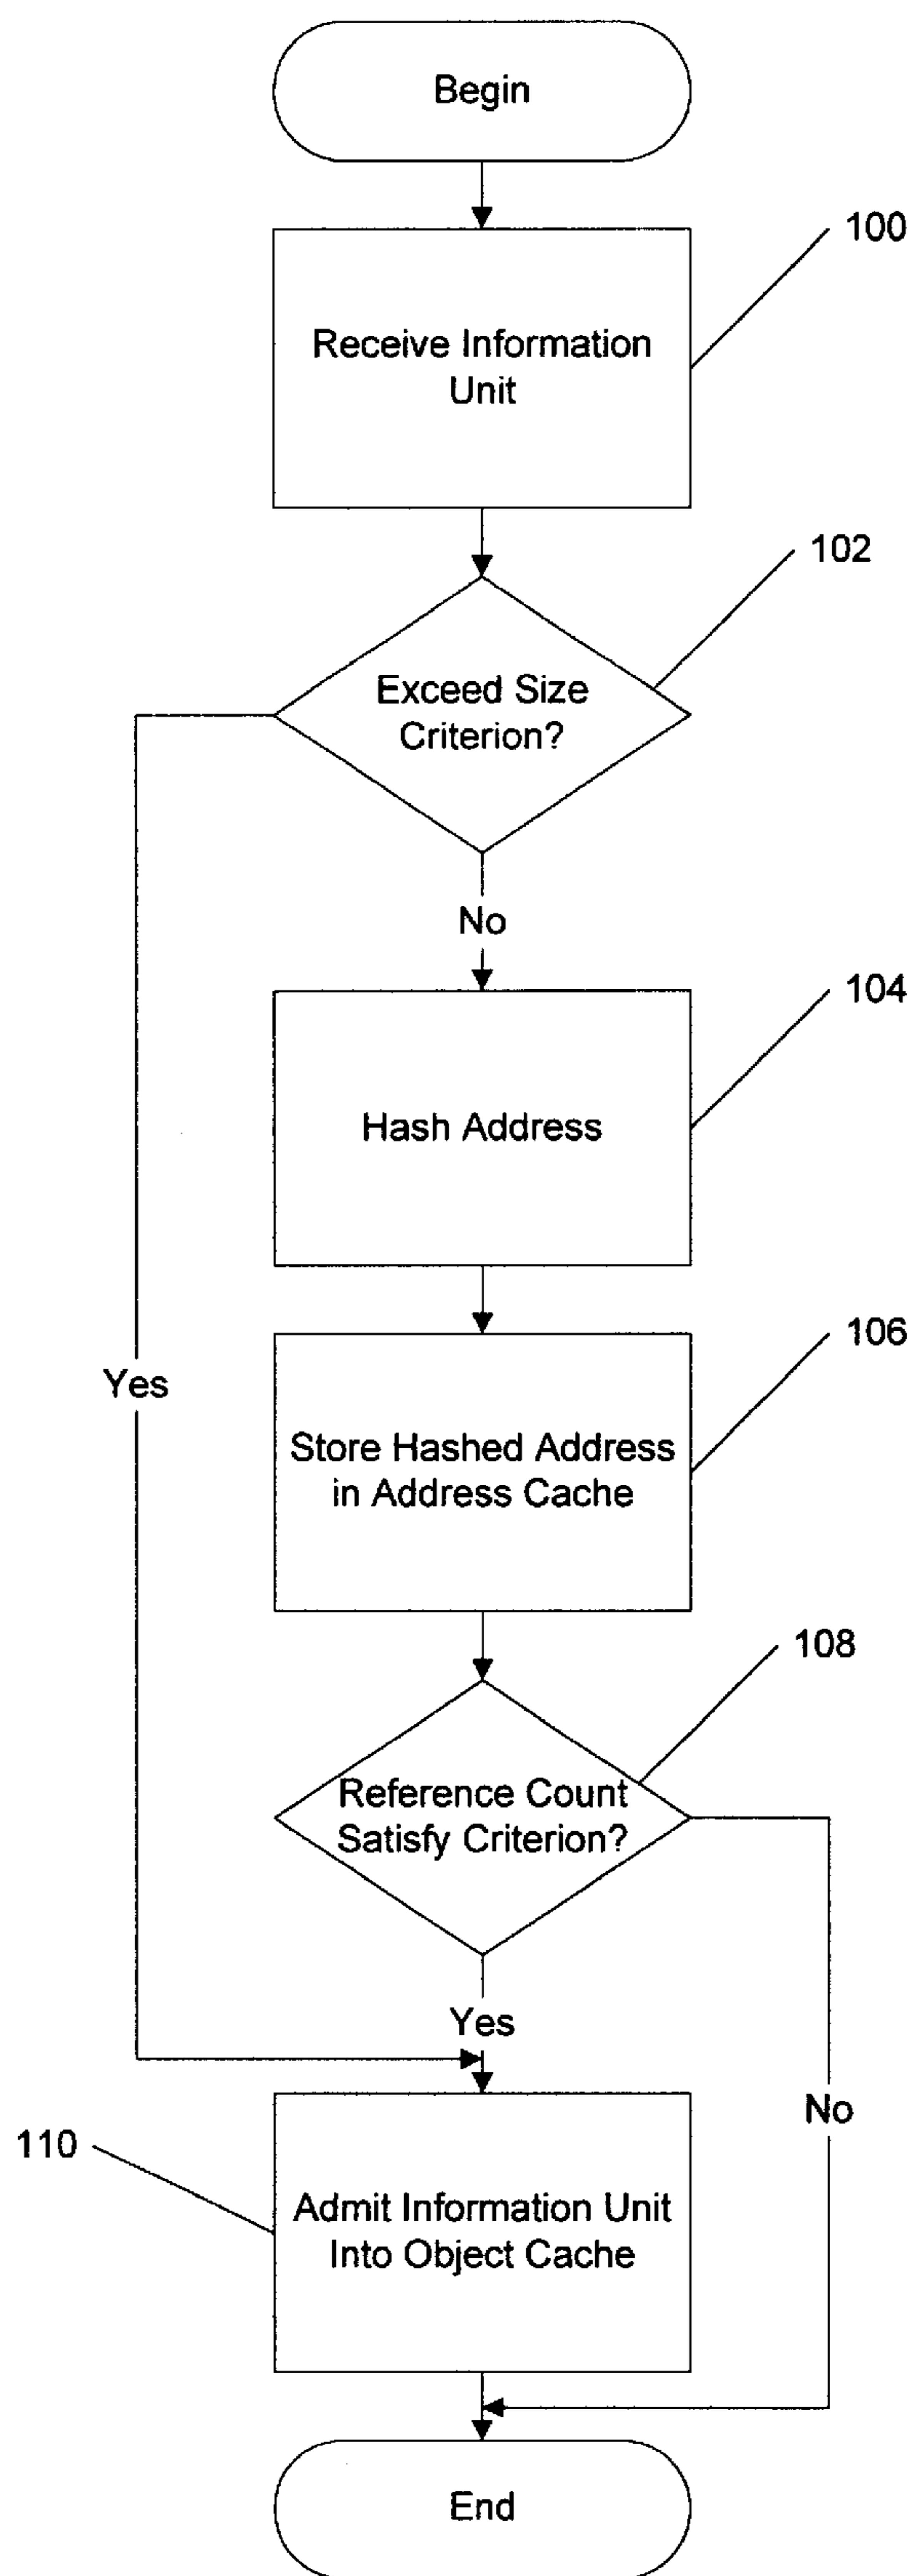 Begin
100
Receive Information
Unit
102
Exceed Size
Criterion?
No
104
Hash Address
106
Yes
Store Hashed Address
in Address Cache
108
Reference Count
Satisfy Criterion?
Yes
No
110
Admit Information Unit
Into Object Cache
End